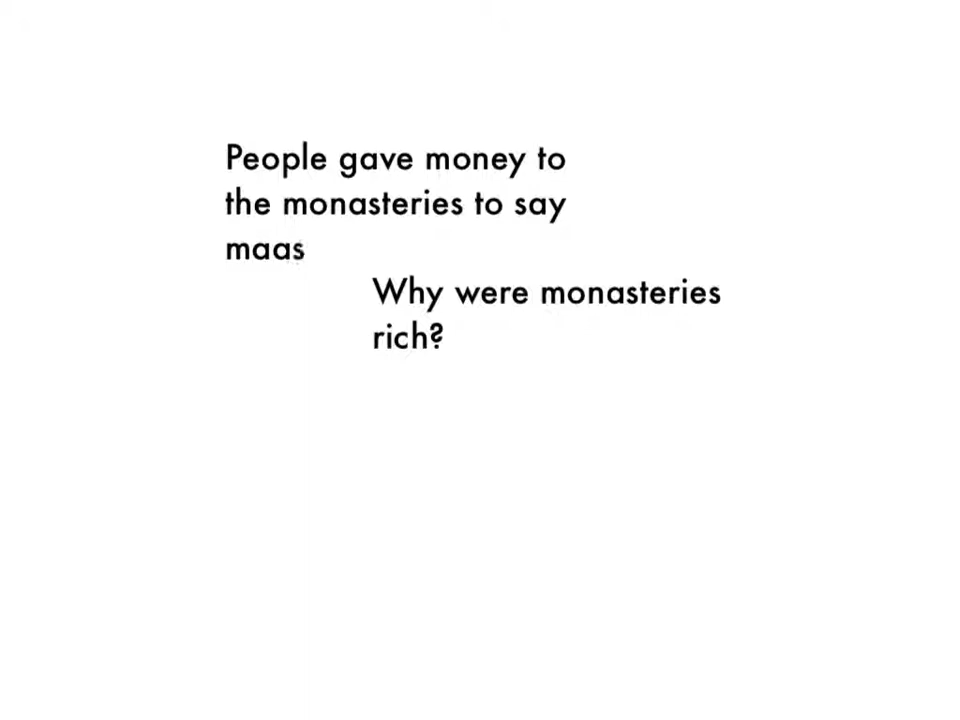 People gave money to
the monasteries to say
maas
Why were monasteries
rich?